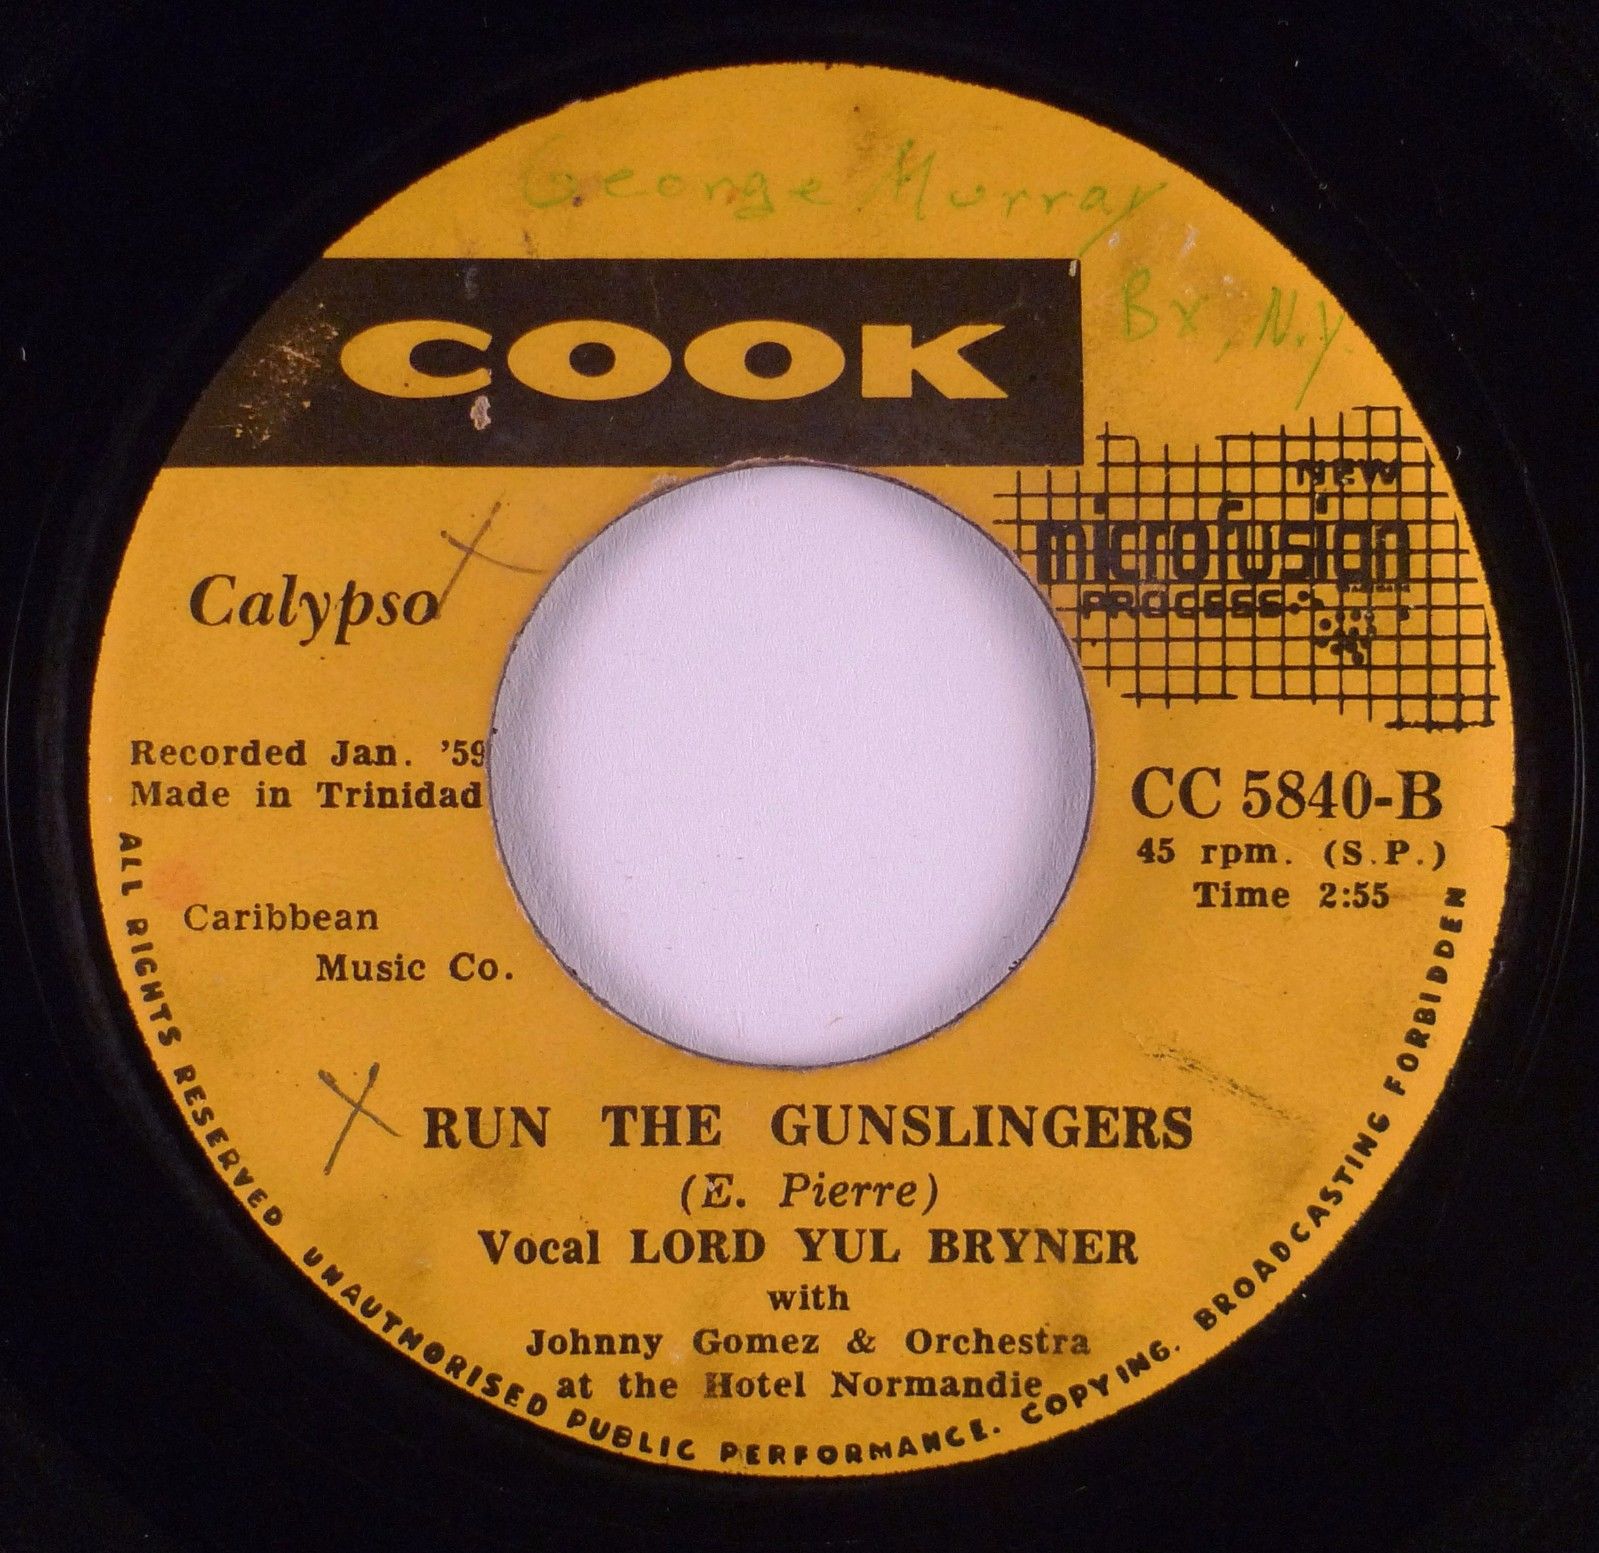 George Murray
Bx, N.Y.
COOK
NEW
microfusion
PROCESS
Calypso
Recorded Jan. '59
Made in Trinidad
CC 5840-B
45 rpm. (S.P.)
Time 2:55
Caribbean
Music Co.
RUN THE GUNSLINGERS
(E. Pierre)
Vocal LORD YUL BRYNER
with
Johnny Gomez & Orchestra
at the Hotel Normandie
ALL RIGHTS RESERVED UNAUTHORISED PUBLIC PERFORMANCE. COPYING. BROADCASTING FORBIDDEN